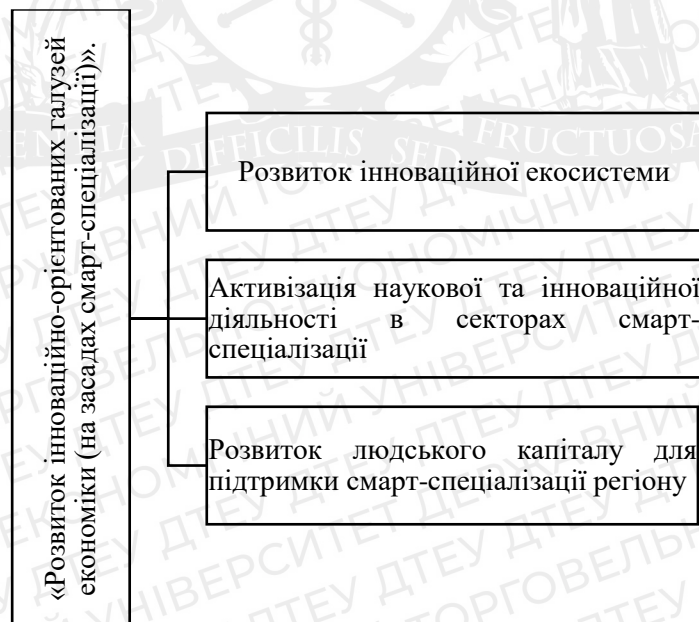 «Розвиток інноваційно-орієнтованих галузей
економіки (на засадах смарт-спеціалізації)».
Розвиток інноваційної екосистеми
Активізація наукової та інноваційної
діяльності в секторах смарт-
спеціалізації
Розвиток людського капіталу для
підтримки смарт-спеціалізації регіону